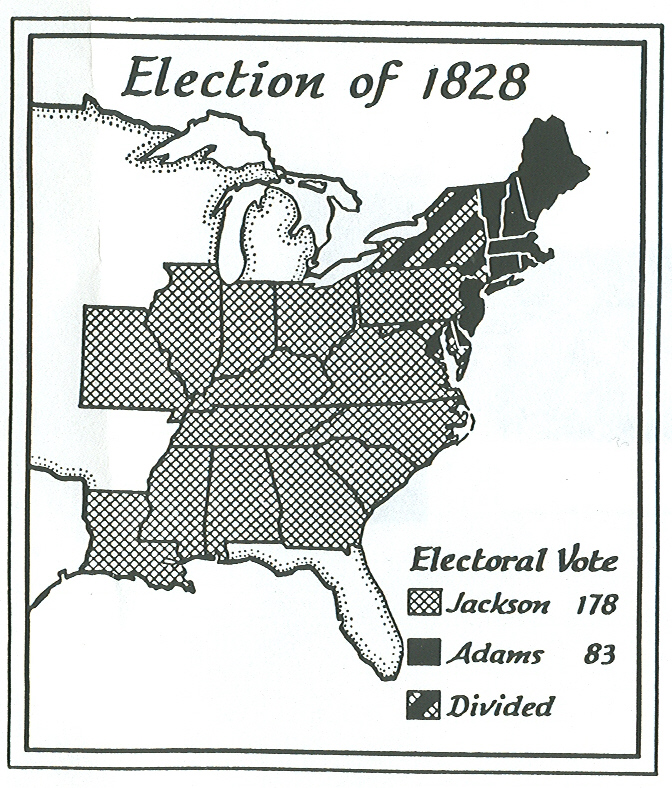 Election of 1828
Electoral Vote
Jackson 178
Adams 83
Divided